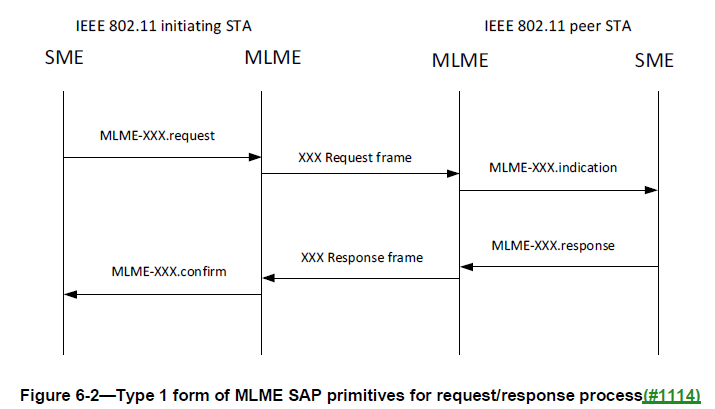 IEEE 802.11 initiating STA
IEEE 802.11 peer STA
SME
MLME
MLME
SME
MLME-XXX.request
XXX Request frame
MLME-XXX.indication
MLME-XXX.response
XXX Response frame
MLME-XXX.confirm
Figure 6-2—Type 1 form of MLME SAP primitives for request/response process(#1114)